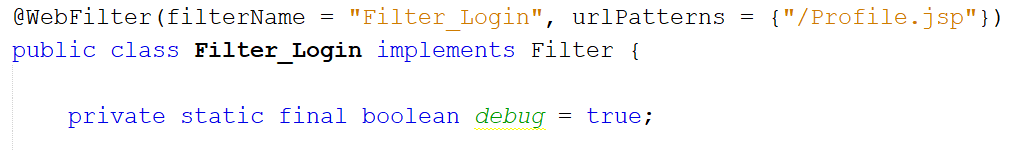 @WebFilter(filterName = "Filter_Login", urlPatterns = {"/Profile.jsp"})
public class Filter_Login implements Filter {
private static final boolean debug = true;